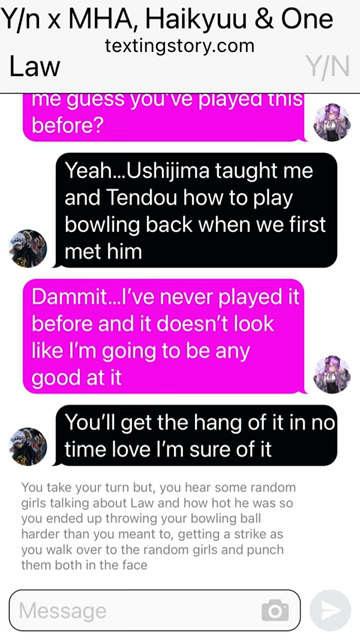 Y/n x MHA, Haikyuu & One
textingstory.com
Law
Y/N
me guess you've played this
before?
Yeah...Ushijima taught me
and Tendou how to play
bowling back when we first
met him
Dammit...I've never played it
before and it doesn't look
like I'm going to be any
good at it
You'll get the hang of it in no
time love I'm sure of it
You take your turn but, you hear some random
girls talking about Law and how hot he was so
you ended up throwing your bowling ball
harder than you meant to, getting a strike as
you walk over to the random girls and punch
them both in the face
Message